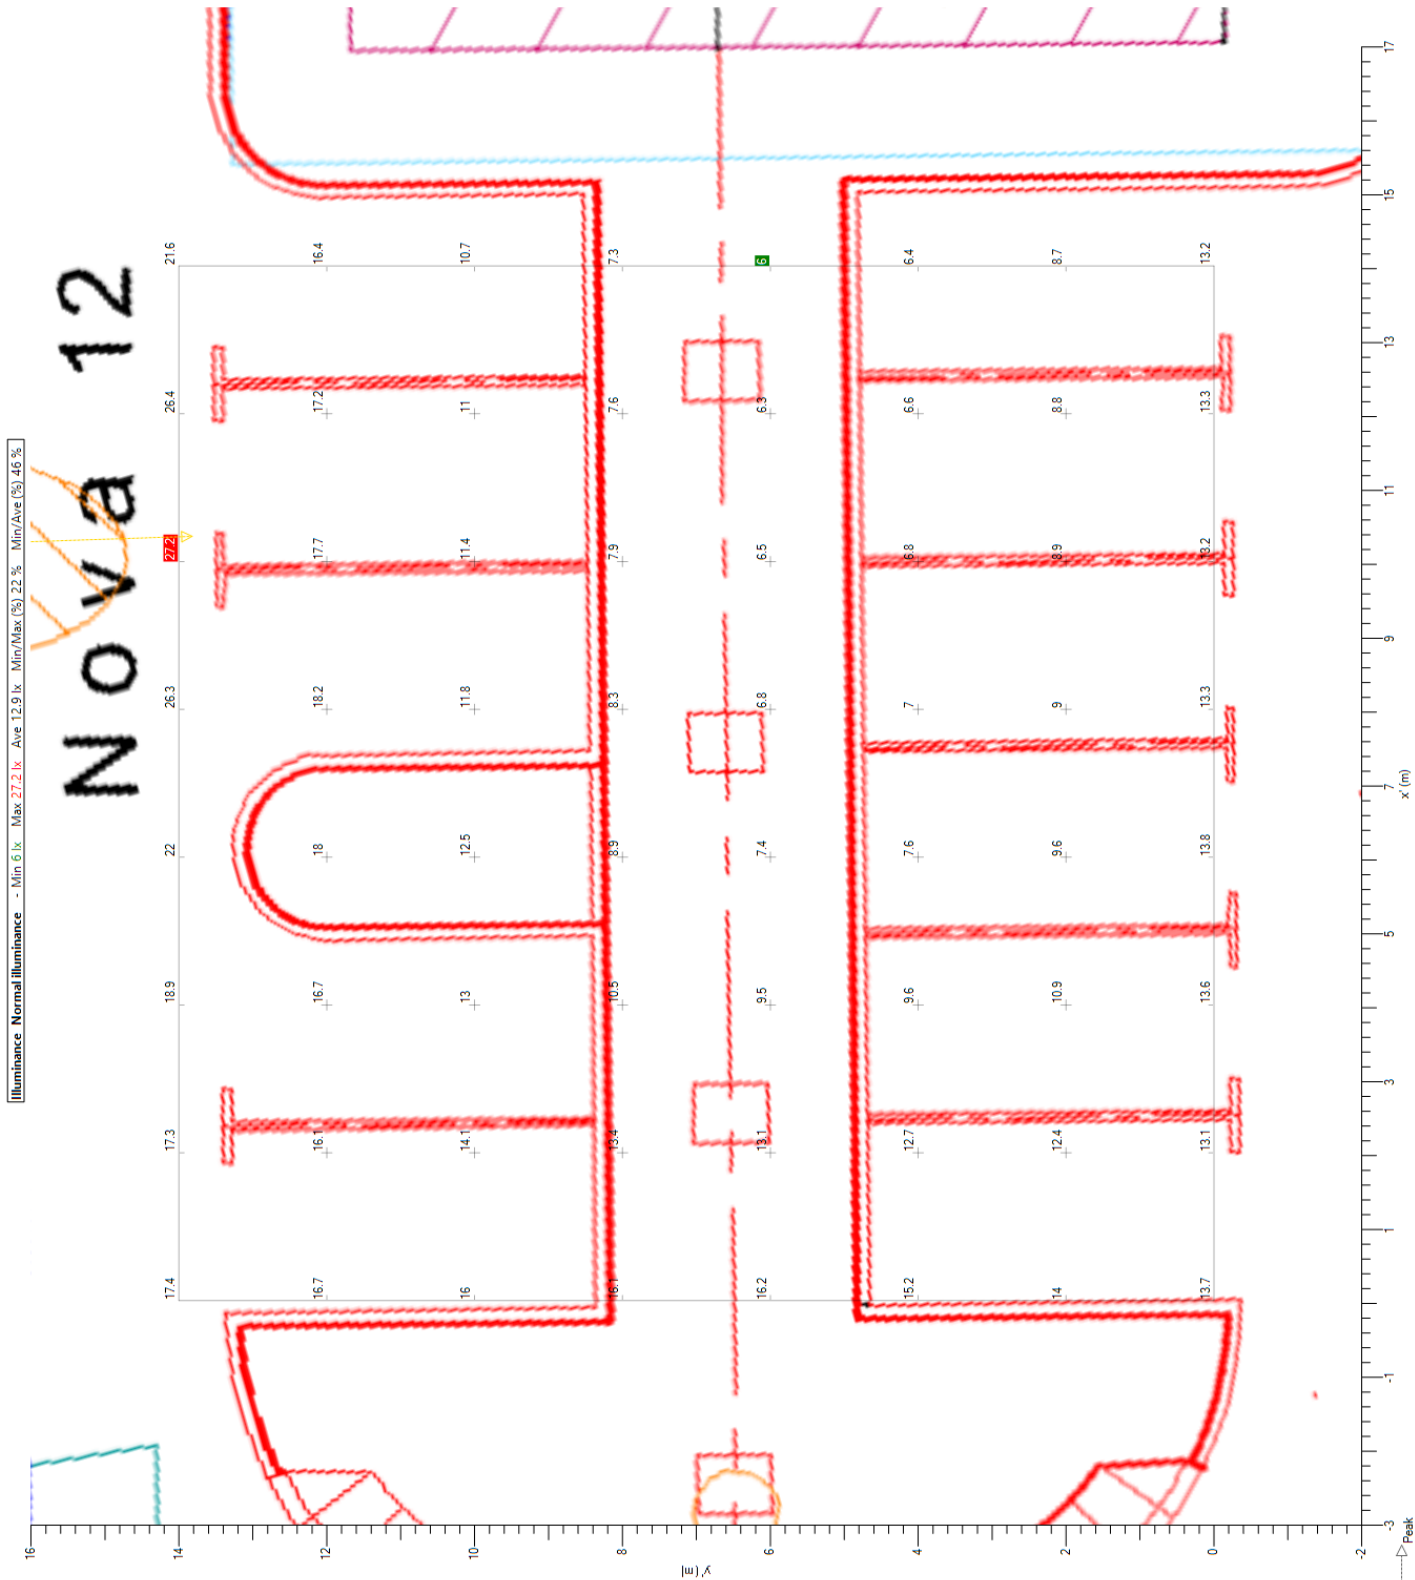 Illuminance Normal illuminance - Min 6 lx Max 27.2 lx Ave 12.9 lx Min/Max (%) 22 % Min/Ave (%) 46 %
16
Nova 12
14 17.4 17.3 18.9 22 26.3 27.2 26.4 21.6
12 16.7 16.1 16.7 18 18.2 17.7 17.2 16.4
10 16 14.1 13 12.5 11.8 11.4 11 10.7
8 16.1 13.4 10.5 8.9 8.3 7.9 7.6 7.3
y' (m)
6 16.2 13.1 9.5 7.4 6.8 6.5 6.3 6
4 15.2 12.7 9.6 7.6 7 6.8 6.6 6.4
2 14 12.4 10.9 9.6 9 8.9 8.8 8.7
0 13.7 13.1 13.6 13.8 13.3 13.2 13.3 13.2
-2
-3 -1 1 3 5 7 9 11 13 15 17
Peak x' (m)